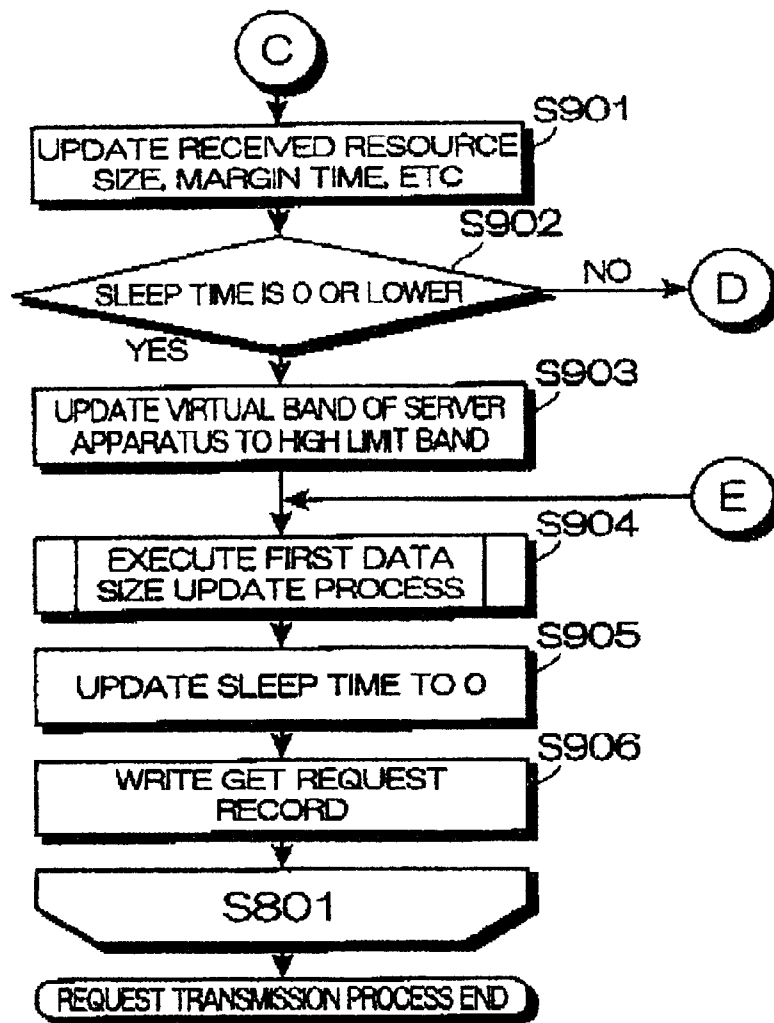 C
S901
UPDATE RECEIVED RESOURCE
SIZE, MARGIN TIME, ETC
S902
SLEEP TIME IS 0 OR LOWER
NO
D
YES
S903
UPDATE VIRTUAL BAND OF SERVER
APPARATUS TO HIGH LIMIT BAND
E
S904
EXECUTE FIRST DATA
SIZE UPDATE PROCESS
S905
UPDATE SLEEP TIME TO 0
S906
WRITE GET REQUEST
RECORD
S801
REQUEST TRANSMISSION PROCESS END